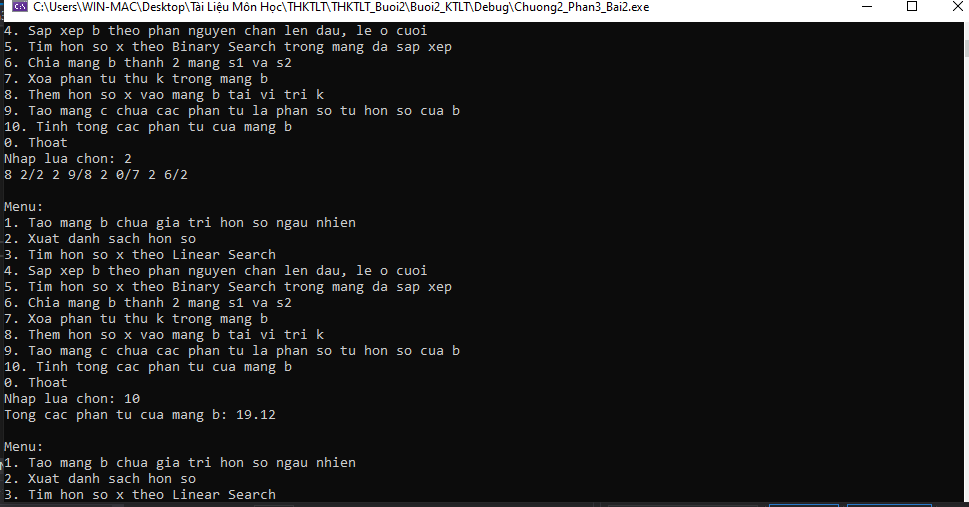 C:\Users\WIN-MAC\Desktop\Tài Liệu Môn Học\THKTLT\THKTLT_Buoi2\Buoi2_KTLT\Debug\Chuong2_Phan3_Bai2.exe
4. Sap xep b theo phan nguyen chan len dau, le o cuoi
5. Tim hon so x theo Binary Search trong mang da sap xep
6. Chia mang b thanh 2 mang s1 va s2
7. Xoa phan tu thu k trong mang b
8. Them hon so x vao mang b tai vi tri k
9. Tao mang c chua cac phan tu la phan so tu hon so cua b
10. Tinh tong cac phan tu cua mang b
0. Thoat
Nhap lua chon: 2
8 2/2 2 9/8 2 0/7 2 6/2
Menu:
1. Tao mang b chua gia tri hon so ngau nhien
2. Xuat danh sach hon so
3. Tim hon so x theo Linear Search
4. Sap xep b theo phan nguyen chan len dau, le o cuoi
5. Tim hon so x theo Binary Search trong mang da sap xep
6. Chia mang b thanh 2 mang s1 va s2
7. Xoa phan tu thu k trong mang b
8. Them hon so x vao mang b tai vi tri k
9. Tao mang c chua cac phan tu la phan so tu hon so cua b
10. Tinh tong cac phan tu cua mang b
0. Thoat
Nhap lua chon: 10
Tong cac phan tu cua mang b: 19.12
Menu:
1. Tao mang b chua gia tri hon so ngau nhien
2. Xuat danh sach hon so
3. Tim hon so x theo Linear Search